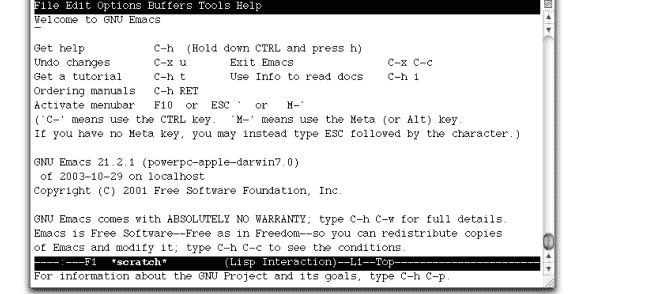 File Edit Options Buffers Tools Help
Welcome to GNU Emacs
Get help C-h (Hold down CTRL and press h)
Undo changes C-x u Exit Emacs C-x C-c
Get a tutorial C-h t Use Info to read docs C-h i
Ordering manuals C-h RET
Activate menubar F10 or ESC ` or M-`
(`C-' means use the CTRL key. `M-' means use the Meta (or Alt) key.
If you have no Meta key, you may instead type ESC followed by the character.)
GNU Emacs 21.2.1 (powerpc-apple-darwin7.0)
of 2003-10-29 on localhost
Copyright (C) 2001 Free Software Foundation, Inc.
GNU Emacs comes with ABSOLUTELY NO WARRANTY; type C-h C-w for full details.
Emacs is Free Software--Free as in Freedom--so you can redistribute copies
of Emacs and modify it; type C-h C-c to see the conditions.
----:---F1 *scratch* (Lisp Interaction)--L1--Top-----------------------
For information about the GNU Project and its goals, type C-h C-p.